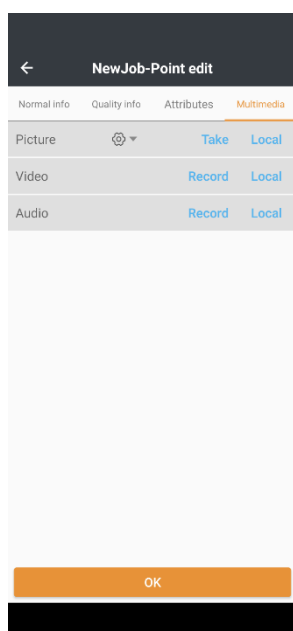 NewJob-Point edit
Normal info Quality info Attributes Multimedia
Picture Take Local
Video Record Local
Audio Record Local
OK